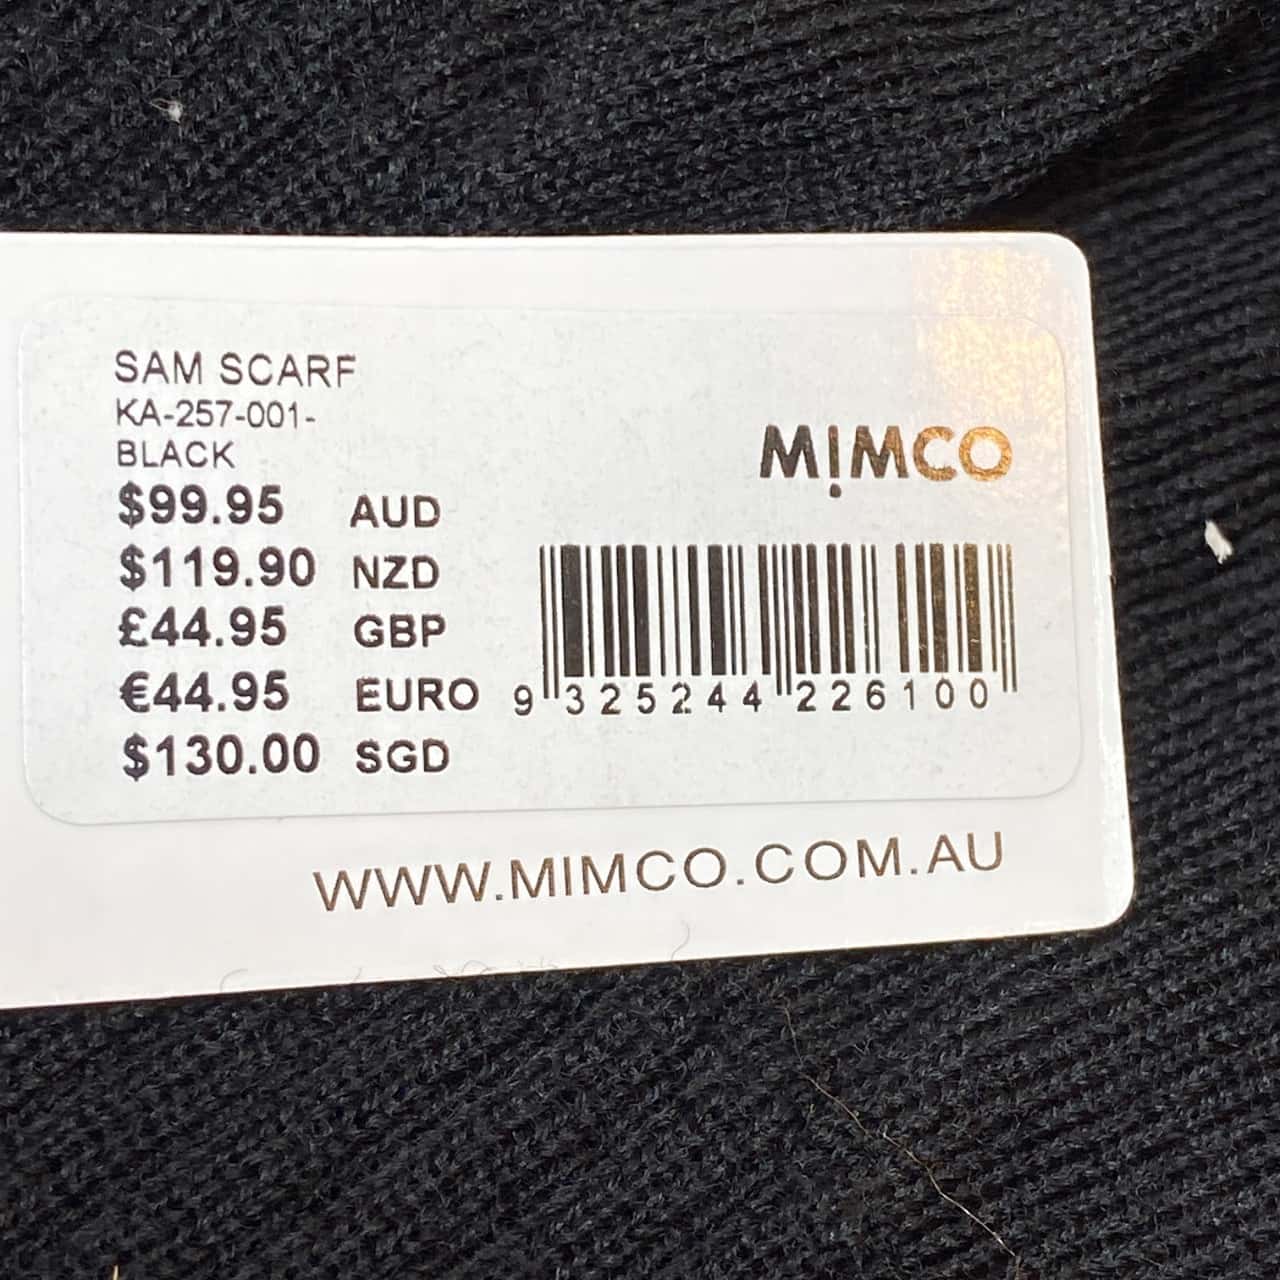 SAM SCARF
KA-257-001-
BLACK
$99.95 AUD
$119.90 NZD
£44.95 GBP
€44.95 EURO
$130.00 SGD
MIMCO
9 325244 226100
WWW.MIMCO.COM.AU